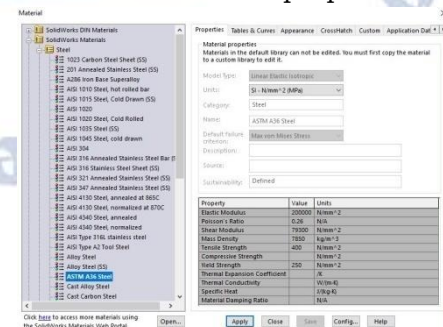 Material
SolidWorks DIN Materials
SolidWorks Materials
Steel
1023 Carbon Steel Sheet (SS)
201 Annealed Stainless Steel (SS)
A286 Iron Base Superalloy
AISI 1010 Steel, hot rolled bar
AISI 1015 Steel, Cold Drawn (SS)
AISI 1020
AISI 1020 Steel, Cold Rolled
AISI 1035 Steel (SS)
AISI 1045 Steel, cold drawn
AISI 304
AISI 316 Annealed Stainless Steel Bar (S
AISI 316 Stainless Steel Sheet (SS)
AISI 321 Annealed Stainless Steel (SS)
AISI 347 Annealed Stainless Steel (SS)
AISI 4130 Steel, annealed at 865C
AISI 4130 Steel, normalized at 870C
AISI 4340 Steel, annealed
AISI 4340 Steel, normalized
AISI Type 316L stainless steel
AISI Type A2 Tool Steel
Alloy Steel
Alloy Steel (SS)
ASTM A36 Steel
Cast Alloy Steel
Cast Carbon Steel
Click here to access more materials using
the SolidWorks Materials Web Portal.
Open...
Properties Tables & Curves Appearance CrossHatch Custom Application Dat
Material properties
Materials in the default library can not be edited. You must first copy the material
to a custom library to edit it.
Model Type: Linear Elastic Isotropic
Units: SI - N/mm^2 (MPa)
Category: Steel
Name: ASTM A36 Steel
Default failure
criterion: Max von Mises Stress
Description:
Source:
Sustainability: Defined
Property Value Units
Elastic Modulus 200000 N/mm^2
Poisson's Ratio 0.26 N/A
Shear Modulus 79300 N/mm^2
Mass Density 7850 kg/m^3
Tensile Strength 400 N/mm^2
Compressive Strength N/mm^2
Yield Strength 250 N/mm^2
Thermal Expansion Coefficient /K
Thermal Conductivity W/(m·K)
Specific Heat J/(kg·K)
Material Damping Ratio N/A
Apply Close Save Config... Help